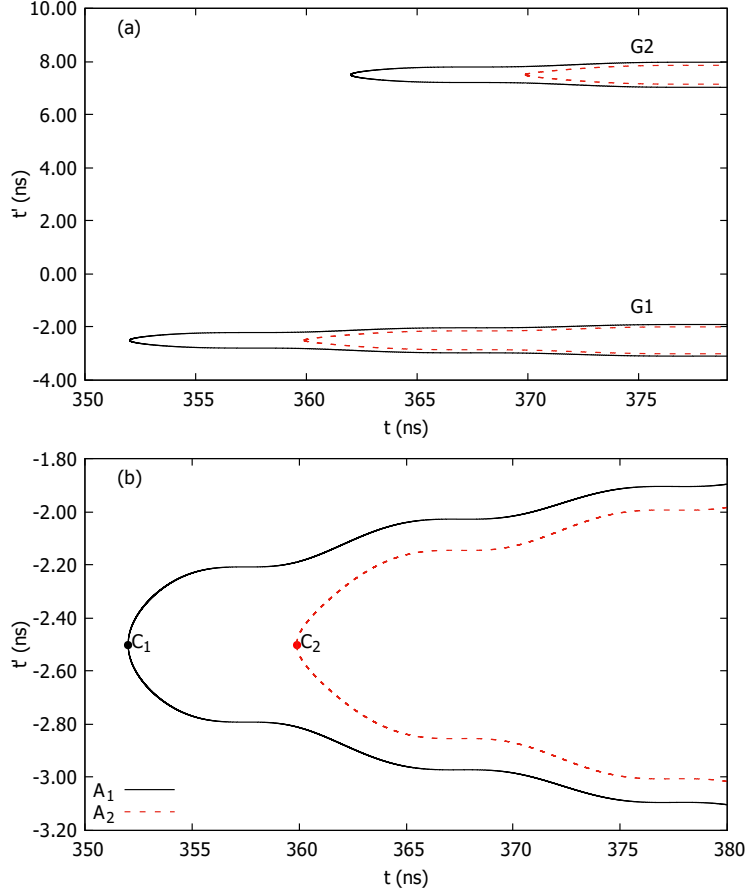 (a)
G2
G1
10.00
8.00
6.00
4.00
2.00
0.00
-2.00
-4.00
t' (ns)
350 355 360 365 370 375
t (ns)
(b)
C1
C2
A1
A2
-1.80
-2.00
-2.20
-2.40
-2.60
-2.80
-3.00
-3.20
t' (ns)
350 355 360 365 370 375 380
t (ns)